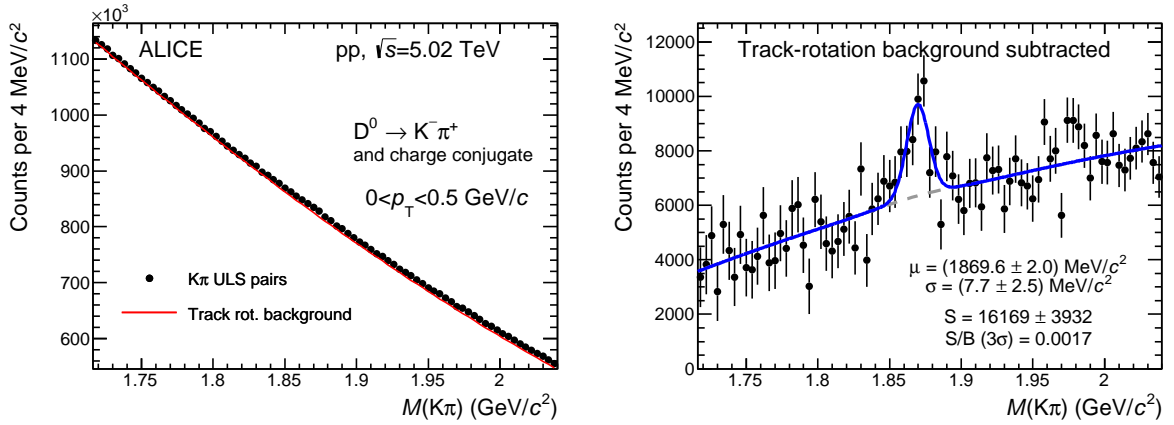 ×10³
ALICE
pp, √s=5.02 TeV
D⁰ → K⁻π⁺
and charge conjugate
0<p_T<0.5 GeV/c
Kπ ULS pairs
Track rot. background
Counts per 4 MeV/c²
1100
1000
900
800
700
600
1.75 1.8 1.85 1.9 1.95 2
M(Kπ) (GeV/c²)
Track-rotation background subtracted
μ = (1869.6 ± 2.0) MeV/c²
σ = (7.7 ± 2.5) MeV/c²
S = 16169 ± 3932
S/B (3σ) = 0.0017
Counts per 4 MeV/c²
12000
10000
8000
6000
4000
2000
0
1.75 1.8 1.85 1.9 1.95 2
M(Kπ) (GeV/c²)